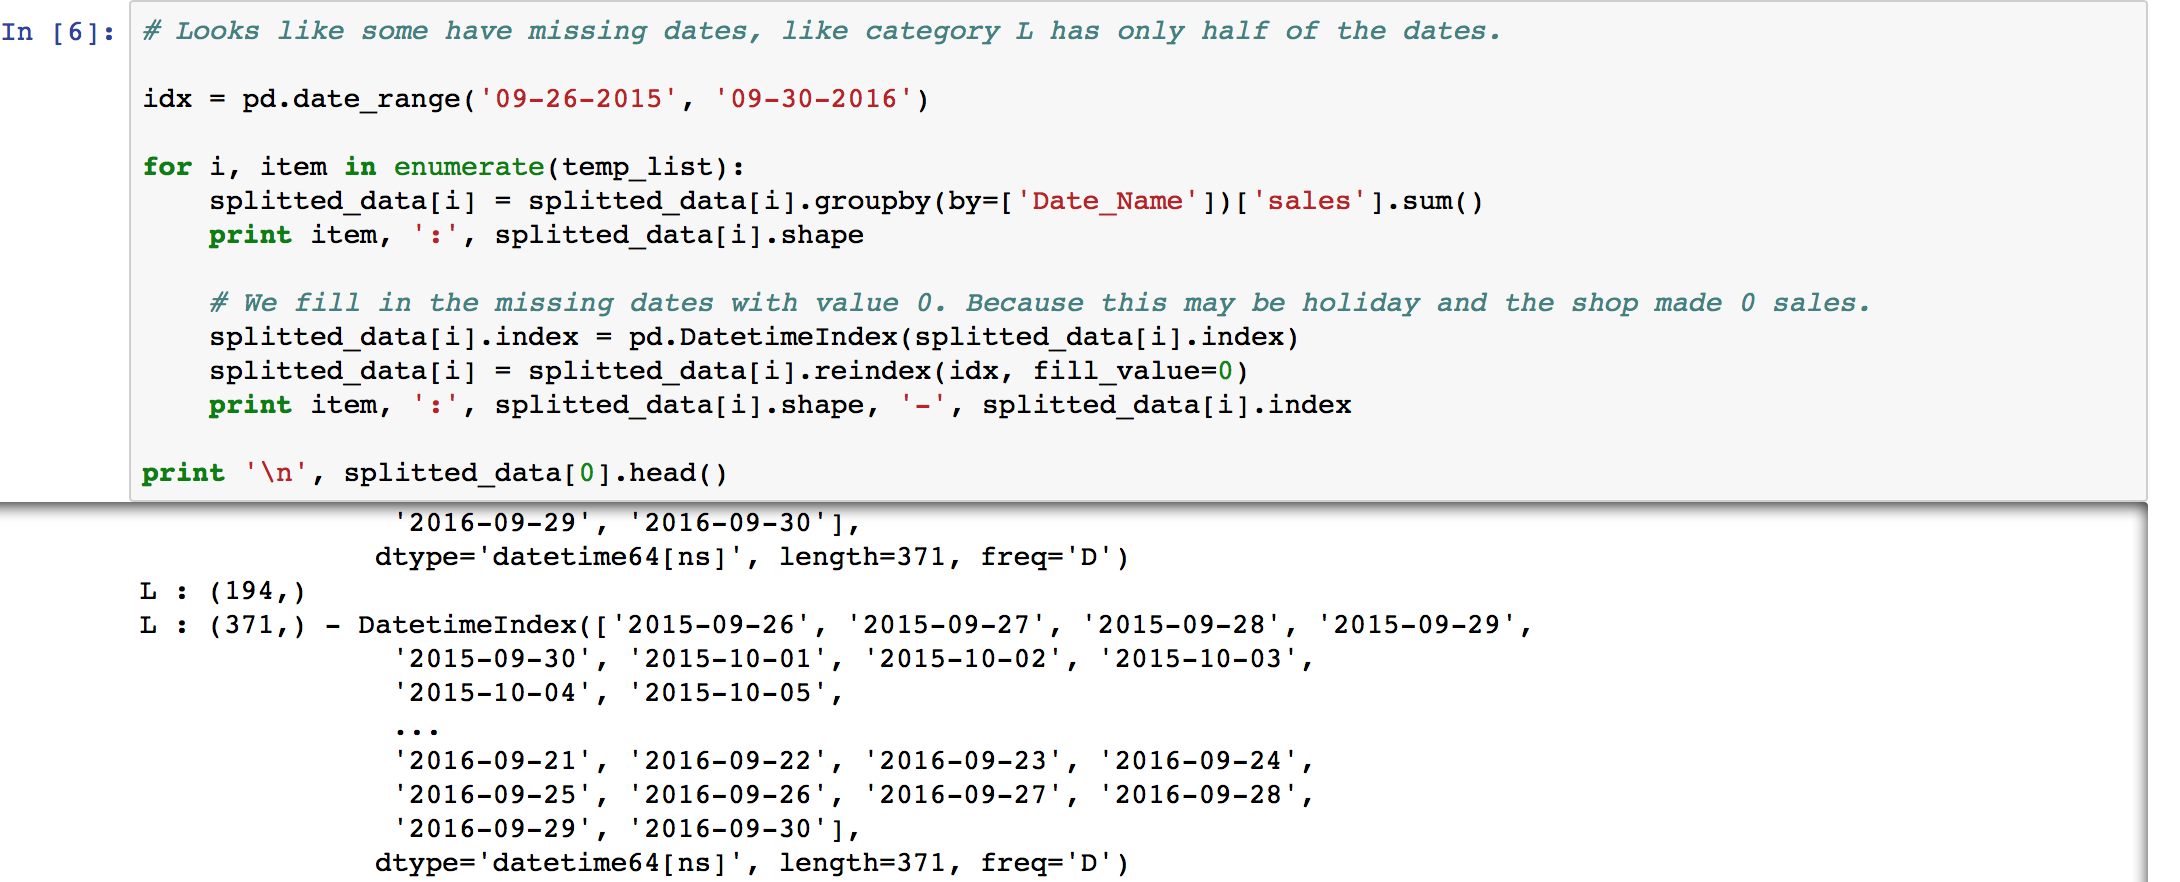 In [6]: # Looks like some have missing dates, like category L has only half of the dates.
idx = pd.date_range('09-26-2015', '09-30-2016')
for i, item in enumerate(temp_list):
splitted_data[i] = splitted_data[i].groupby(by=['Date_Name'])['sales'].sum()
print item, ':', splitted_data[i].shape
# We fill in the missing dates with value 0. Because this may be holiday and the shop made 0 sales.
splitted_data[i].index = pd.DatetimeIndex(splitted_data[i].index)
splitted_data[i] = splitted_data[i].reindex(idx, fill_value=0)
print item, ':', splitted_data[i].shape, '-', splitted_data[i].index
print '\n', splitted_data[0].head()
'2016-09-29', '2016-09-30'],
dtype='datetime64[ns]', length=371, freq='D')
L : (194,)
L : (371,) - DatetimeIndex(['2015-09-26', '2015-09-27', '2015-09-28', '2015-09-29',
'2015-09-30', '2015-10-01', '2015-10-02', '2015-10-03',
'2015-10-04', '2015-10-05',
...
'2016-09-21', '2016-09-22', '2016-09-23', '2016-09-24',
'2016-09-25', '2016-09-26', '2016-09-27', '2016-09-28',
'2016-09-29', '2016-09-30'],
dtype='datetime64[ns]', length=371, freq='D')